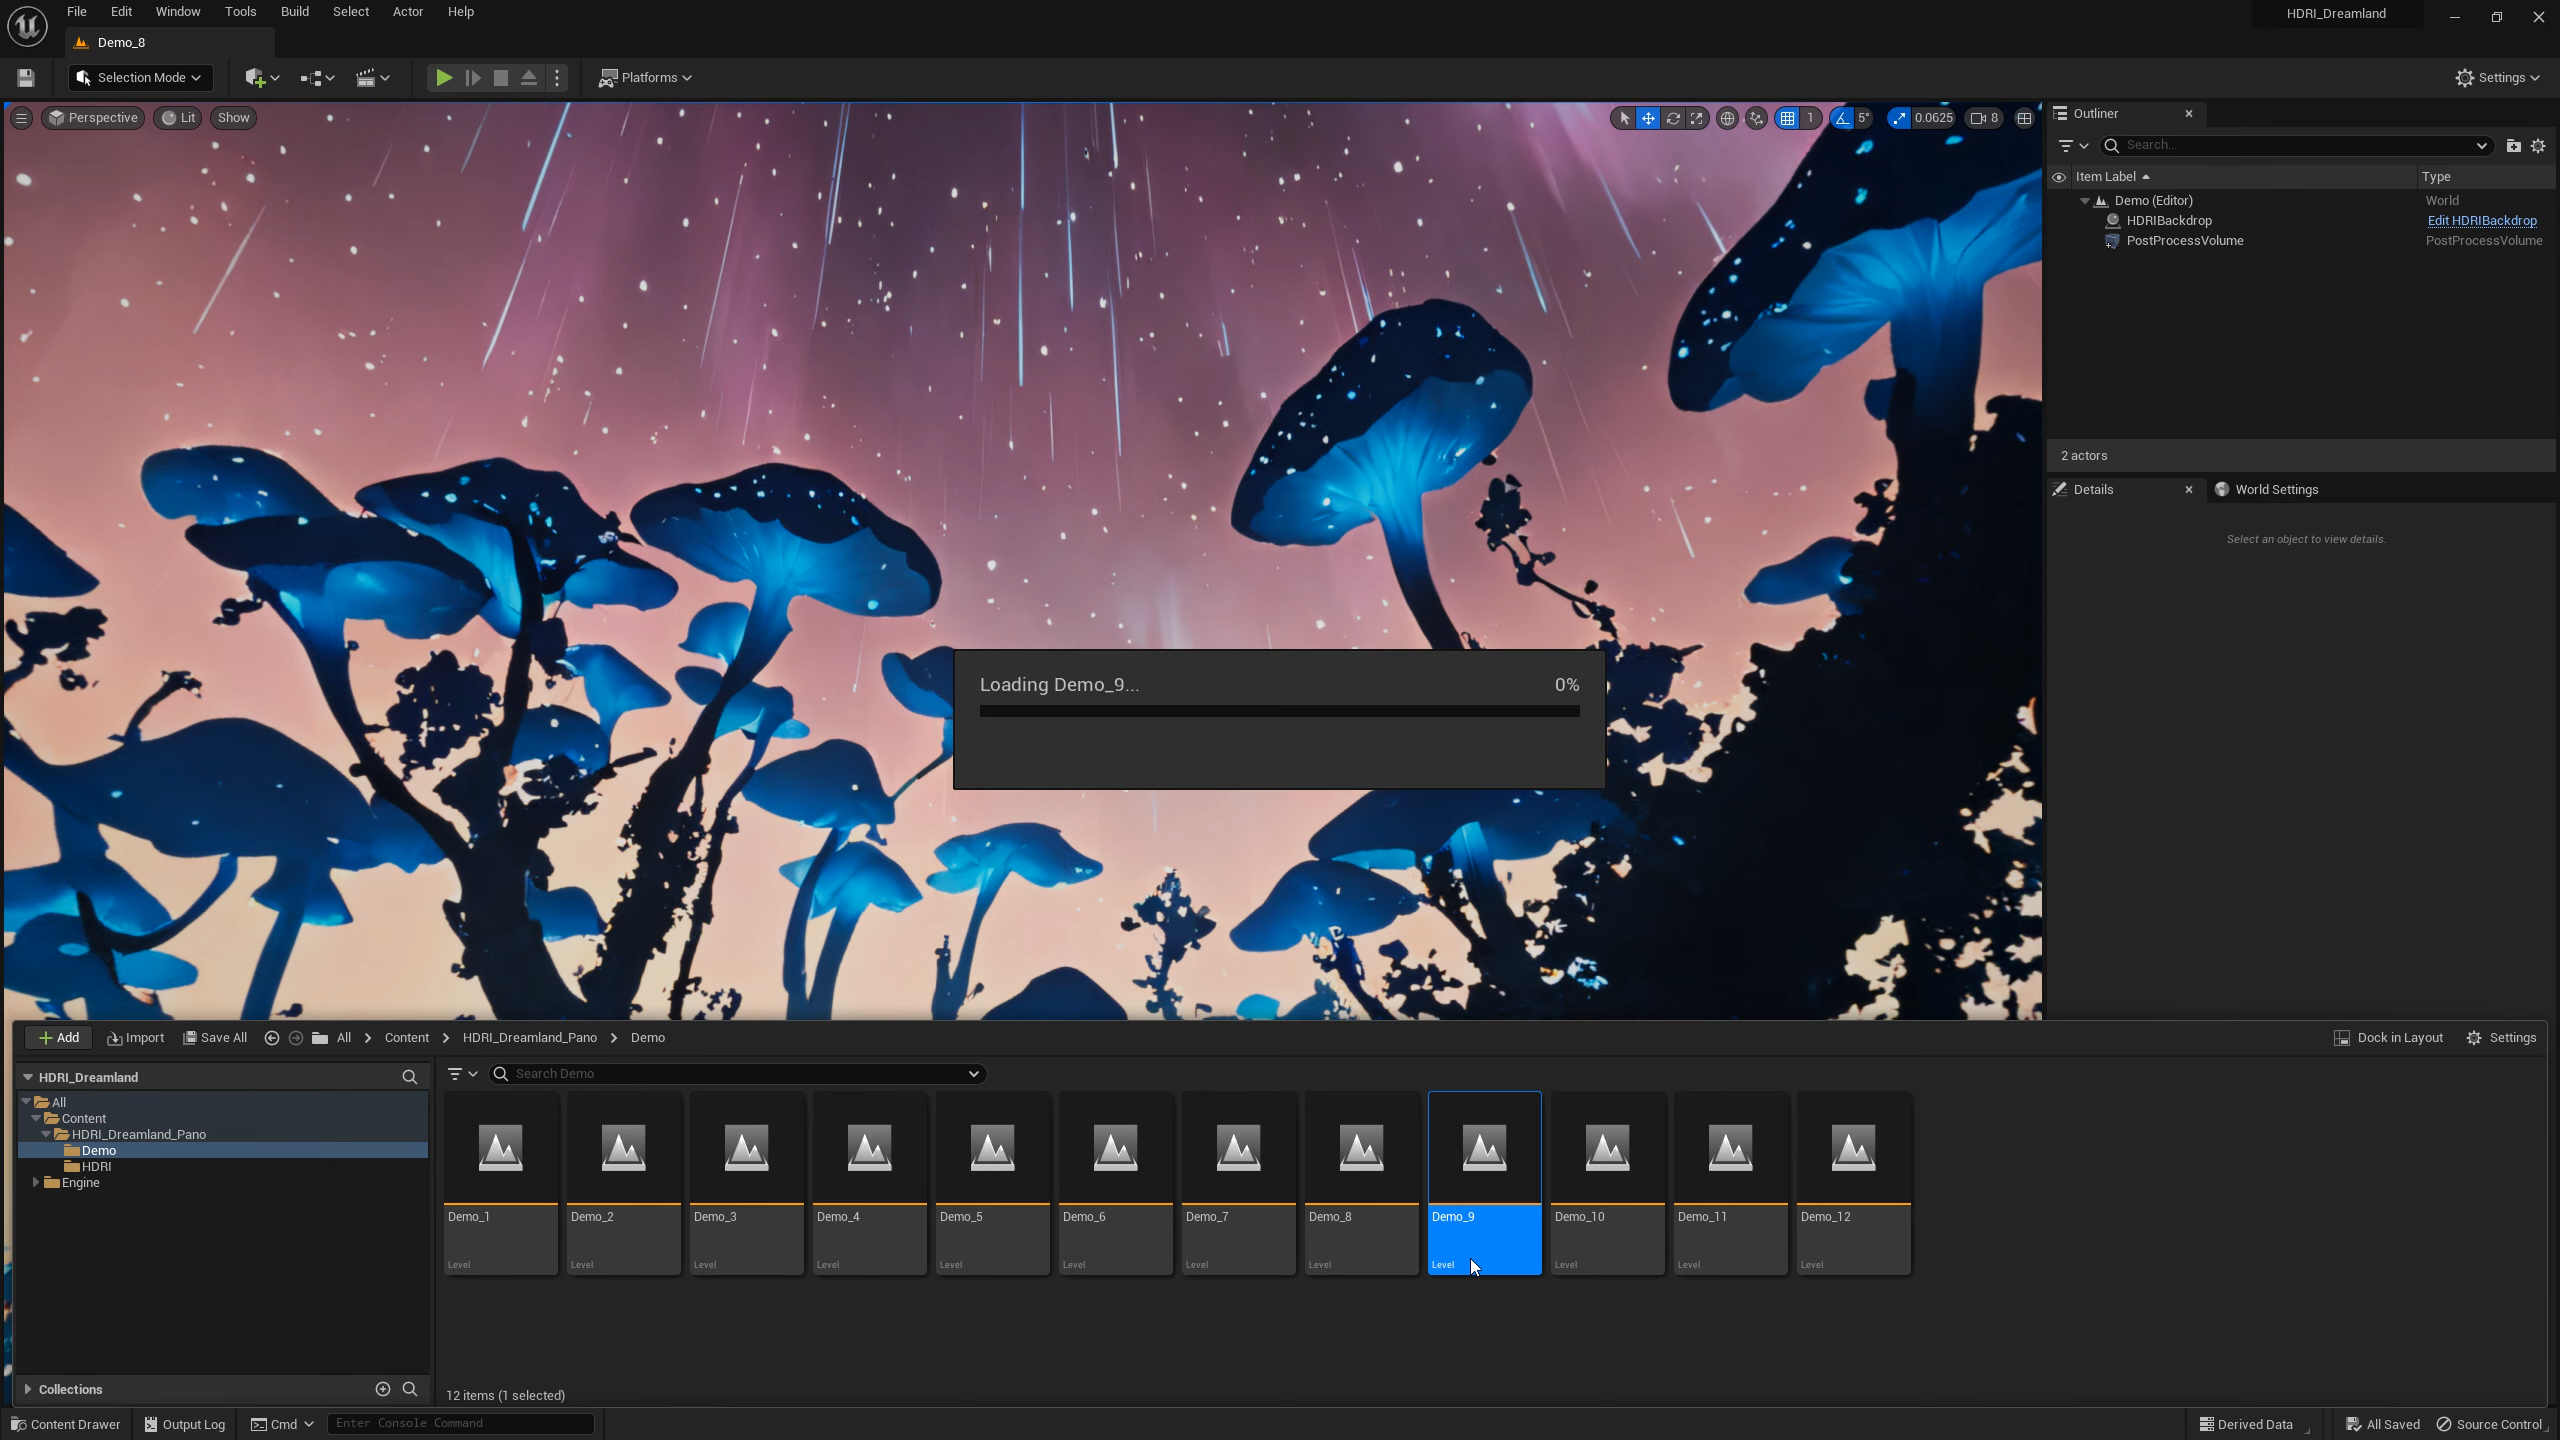 File Edit Window Tools Build Select Actor Help
HDRI_Dreamland
Demo_8
Selection Mode
Platforms
Settings
Perspective Lit Show
1 5° 0.0625 8
Outliner
Search...
Item Label Type
Demo (Editor) World
HDRIBackdrop Edit HDRIBackdrop
PostProcessVolume PostProcessVolume
2 actors
Details World Settings
Select an object to view details.
Loading Demo_9... 0%
Add Import Save All All Content HDRI_Dreamland_Pano Demo Dock in Layout Settings
HDRI_Dreamland
Search Demo
All
Content
HDRI_Dreamland_Pano
Demo
HDRI
Engine
Demo_1 Demo_2 Demo_3 Demo_4 Demo_5 Demo_6 Demo_7 Demo_8 Demo_9 Demo_10 Demo_11 Demo_12
Level Level Level Level Level Level Level Level Level Level Level Level
Collections
12 items (1 selected)
Content Drawer Output Log Cmd Enter Console Command Derived Data All Saved Source Control